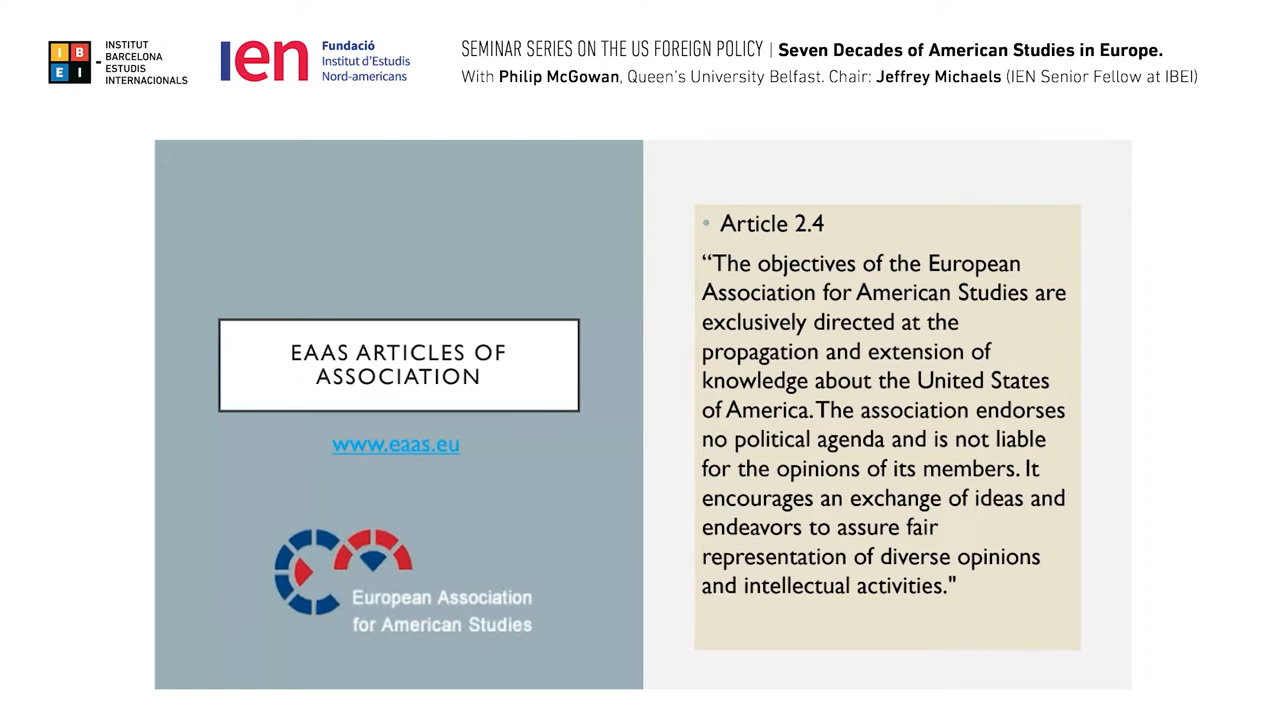 INSTITUT
BARCELONA
ESTUDIS
INTERNACIONALS
IB
EI
ien
Fundació
Institut d'Estudis
Nord-americans
SEMINAR SERIES ON THE US FOREIGN POLICY | Seven Decades of American Studies in Europe.
With Philip McGowan, Queen's University Belfast. Chair: Jeffrey Michaels (IEN Senior Fellow at IBEI)
EAAS ARTICLES OF
ASSOCIATION
www.eaas.eu
European Association
for American Studies
• Article 2.4
“The objectives of the European
Association for American Studies are
exclusively directed at the
propagation and extension of
knowledge about the United States
of America. The association endorses
no political agenda and is not liable
for the opinions of its members. It
encourages an exchange of ideas and
endeavors to assure fair
representation of diverse opinions
and intellectual activities."